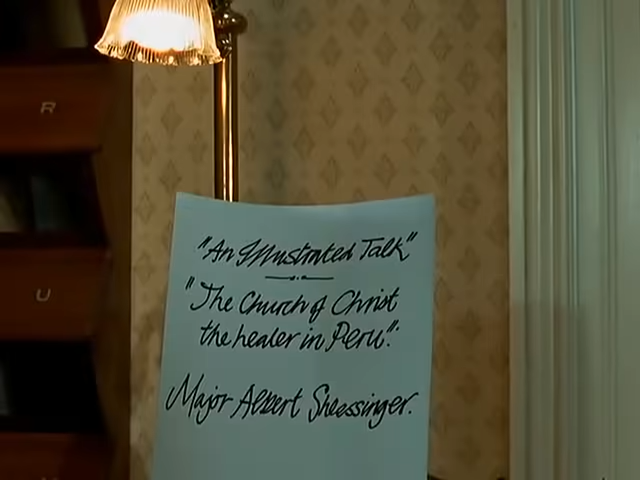 R
U
"An Illustrated Talk"
"The Church of Christ
the healer in Peru".
Major Albert Sheessinger.